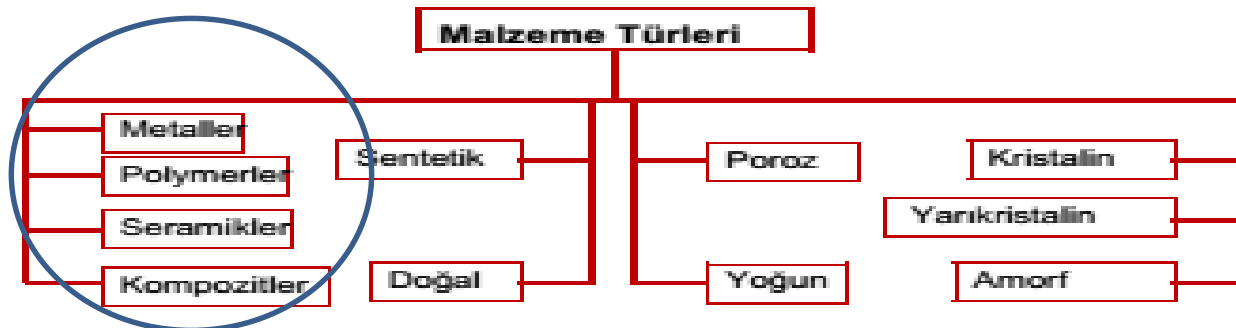 Malzeme Türleri
Metaller
Polymerler
Seramikler
Kompozitler
Sentetik
Doğal
Poroz
Yoğun
Kristalin
Yarıkristalin
Amorf